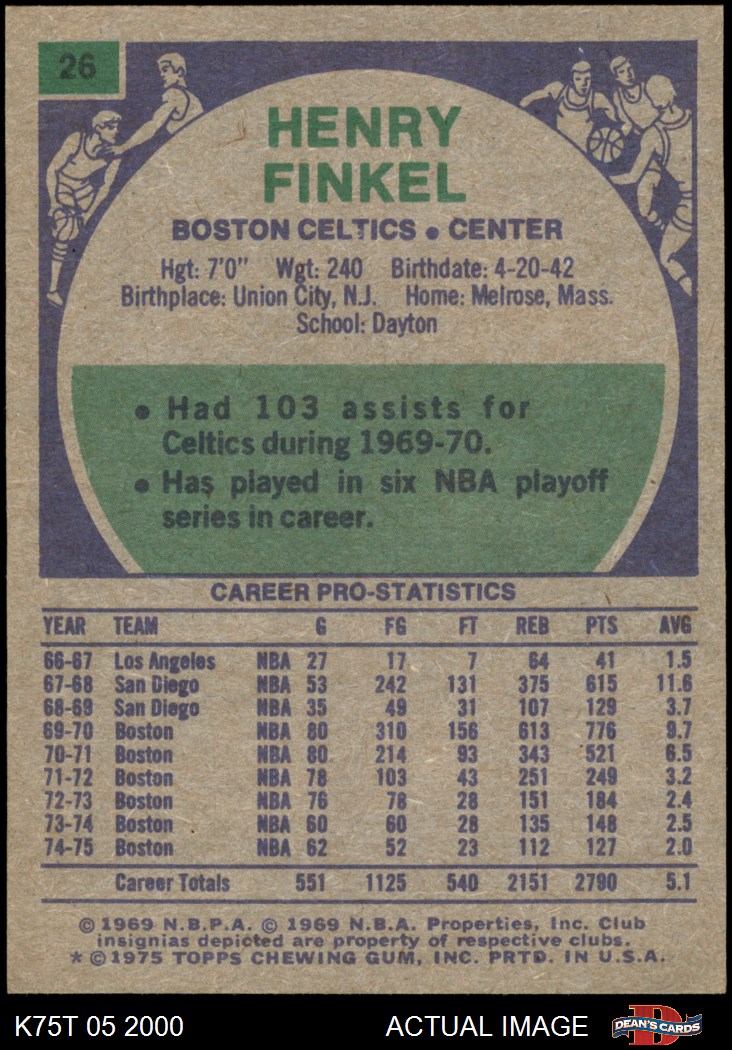 26
HENRY
FINKEL
BOSTON CELTICS • CENTER
Hgt: 7'0" Wgt: 240 Birthdate: 4-20-42
Birthplace: Union City, N.J. Home: Melrose, Mass.
School: Dayton
• Had 103 assists for
Celtics during 1969-70.
• Has played in six NBA playoff
series in career.
CAREER PRO-STATISTICS
YEAR TEAM G FG FT REB PTS AVG
66-67 Los Angeles NBA 27 17 7 64 41 1.5
67-68 San Diego NBA 53 242 131 375 615 11.6
68-69 San Diego NBA 35 49 31 107 129 3.7
69-70 Boston NBA 80 310 156 613 776 9.7
70-71 Boston NBA 80 214 93 343 521 6.5
71-72 Boston NBA 78 103 43 251 249 3.2
72-73 Boston NBA 76 78 28 151 184 2.4
73-74 Boston NBA 60 60 28 135 148 2.5
74-75 Boston NBA 62 52 23 112 127 2.0
Career Totals 551 1125 540 2151 2790 5.1
© 1969 N.B.P.A. © 1969 N.B.A. Properties, Inc. Club
insignias depicted are property of respective clubs.
* © 1975 TOPPS CHEWING GUM, INC. PRTD. IN U.S.A.
K75T 05 2000 ACTUAL IMAGE
D
DEAN'S CARDS